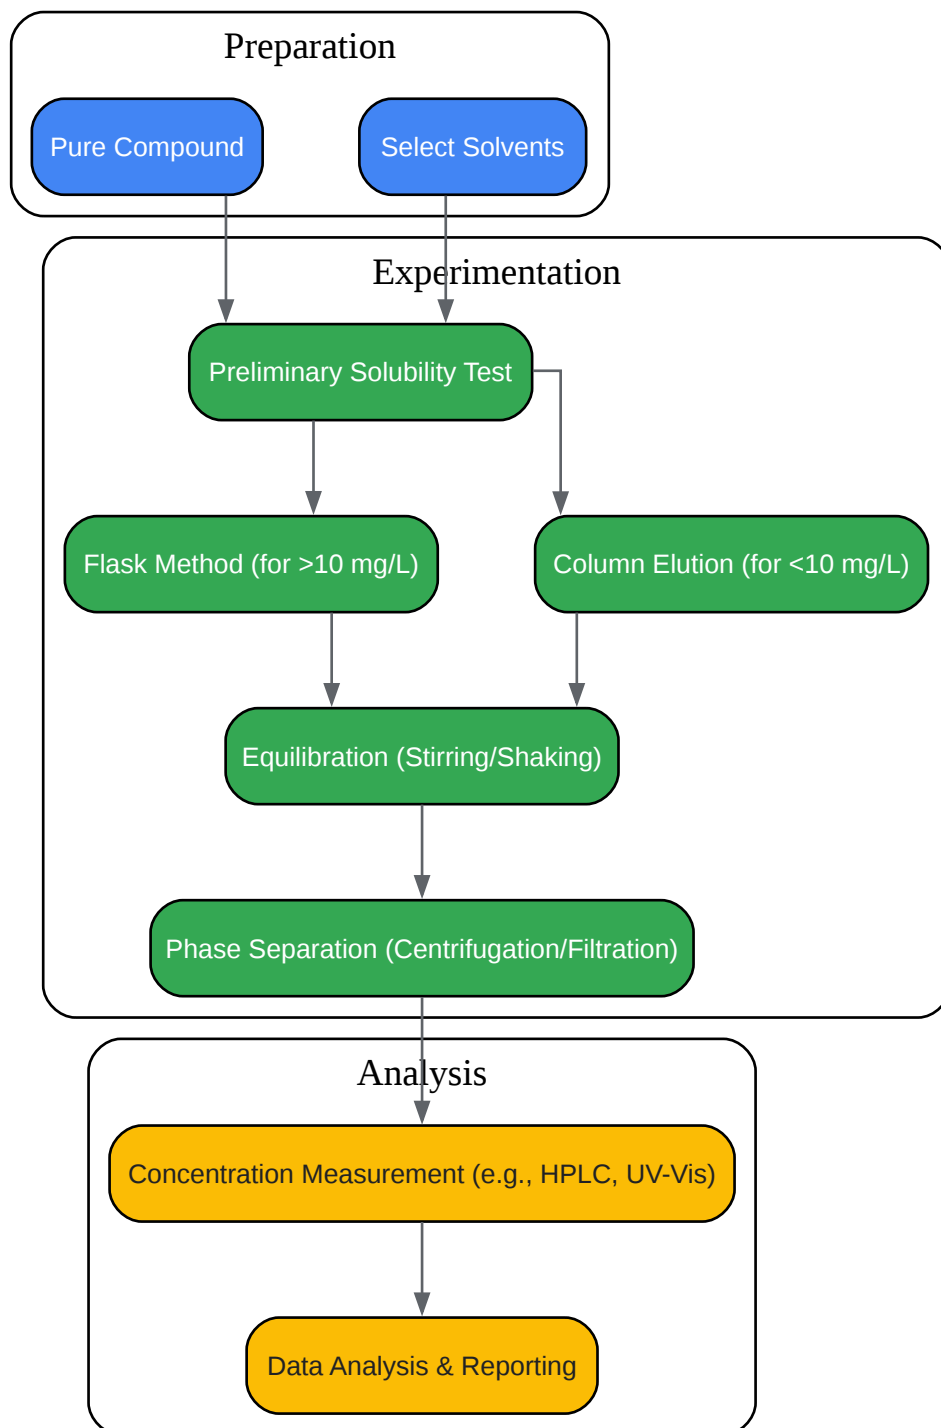 Preparation
Pure Compound
Select Solvents
Experimentation
Preliminary Solubility Test
Flask Method (for >10 mg/L)
Column Elution (for <10 mg/L)
Equilibration (Stirring/Shaking)
Phase Separation (Centrifugation/Filtration)
Analysis
Concentration Measurement (e.g., HPLC, UV-Vis)
Data Analysis & Reporting